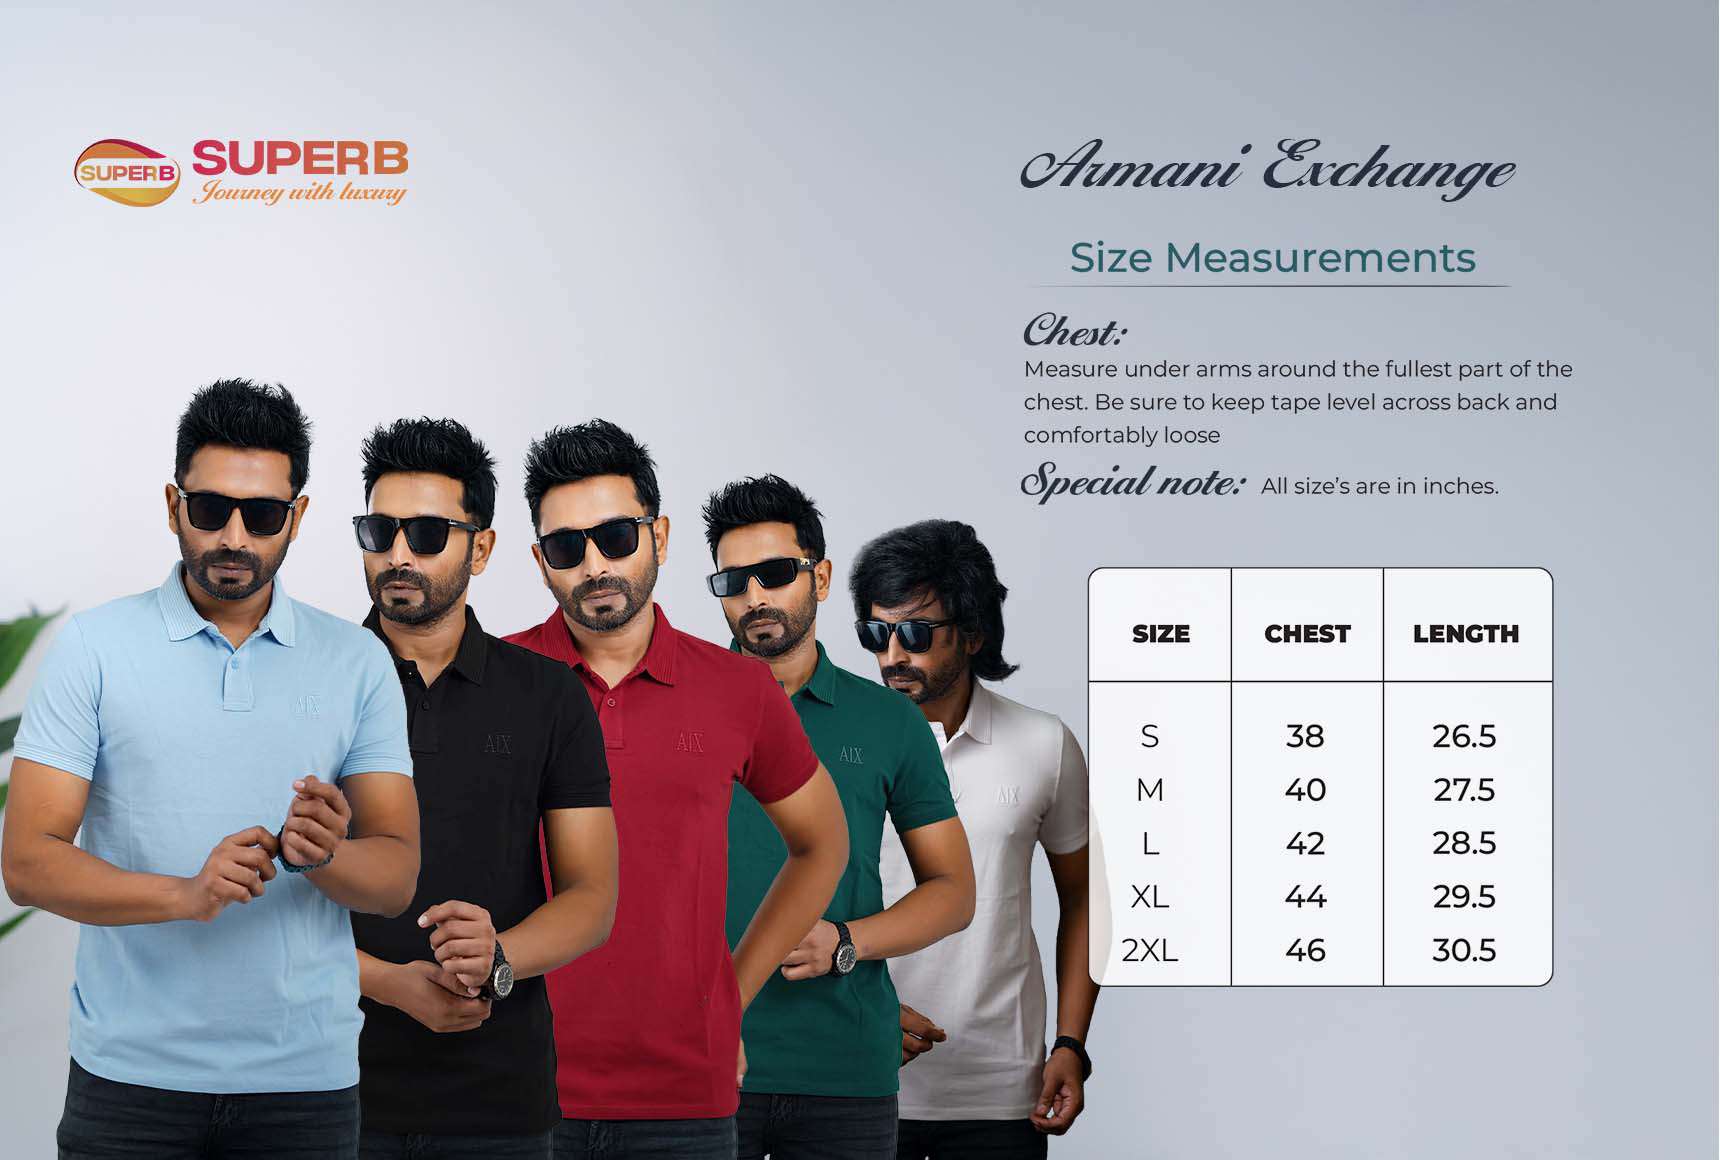 SUPERB
SUPERB
Journey with luxury
Armani Exchange
Size Measurements
Chest:
Measure under arms around the fullest part of the
chest. Be sure to keep tape level across back and
comfortably loose
Special note: All size's are in inches.
SIZE CHEST LENGTH
S 38 26.5
M 40 27.5
L 42 28.5
XL 44 29.5
2XL 46 30.5
A|X
A|X
A|X
A|X
A|X